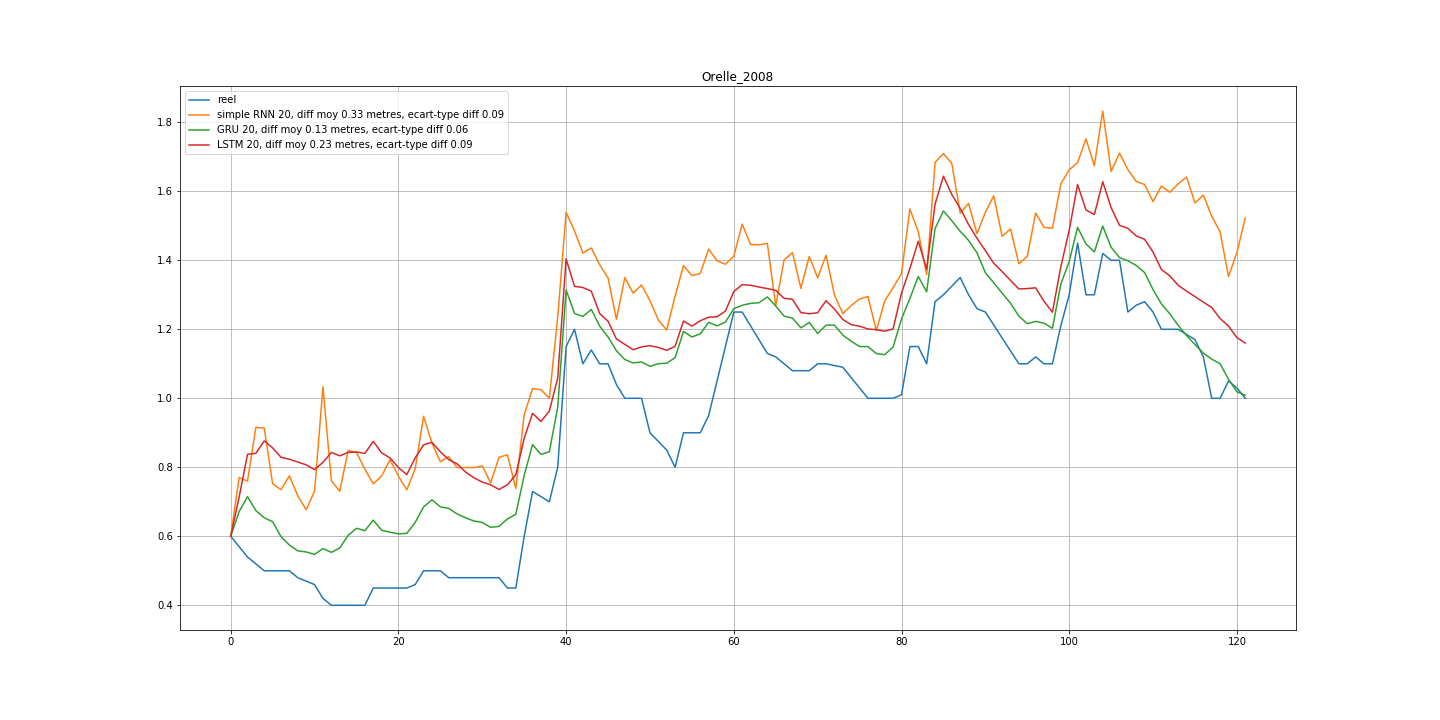 Orelle_2008
reel
simple RNN 20, diff moy 0.33 metres, ecart-type diff 0.09
GRU 20, diff moy 0.13 metres, ecart-type diff 0.06
LSTM 20, diff moy 0.23 metres, ecart-type diff 0.09
1.8
1.6
1.4
1.2
1.0
0.8
0.6
0.4
0 20 40 60 80 100 120